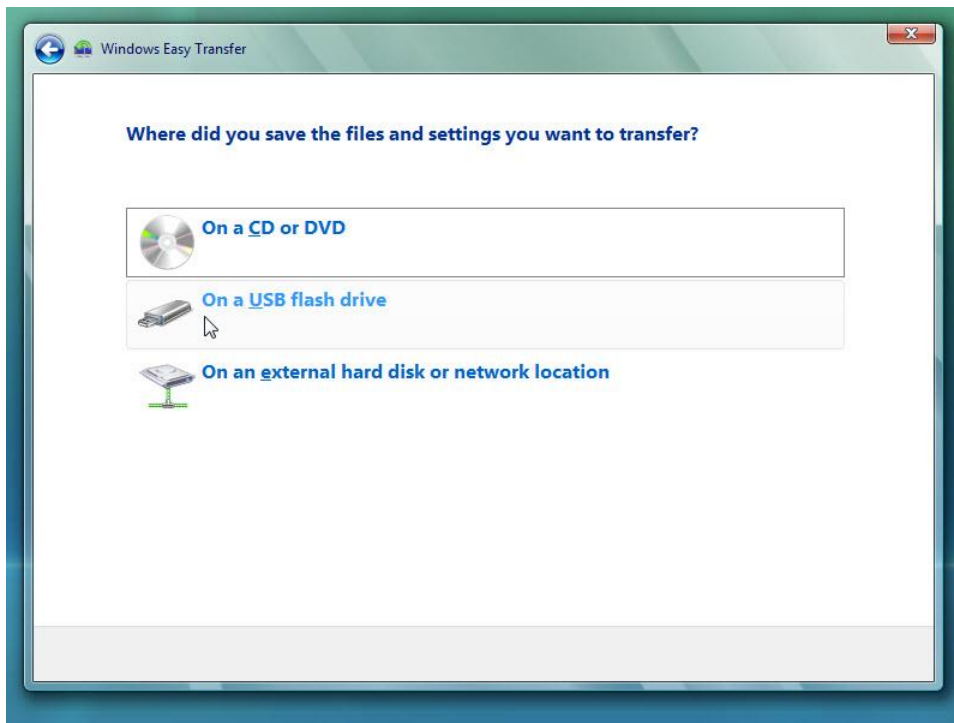 Windows Easy Transfer
Where did you save the files and settings you want to transfer?
On a CD or DVD
On a USB flash drive
On an external hard disk or network location